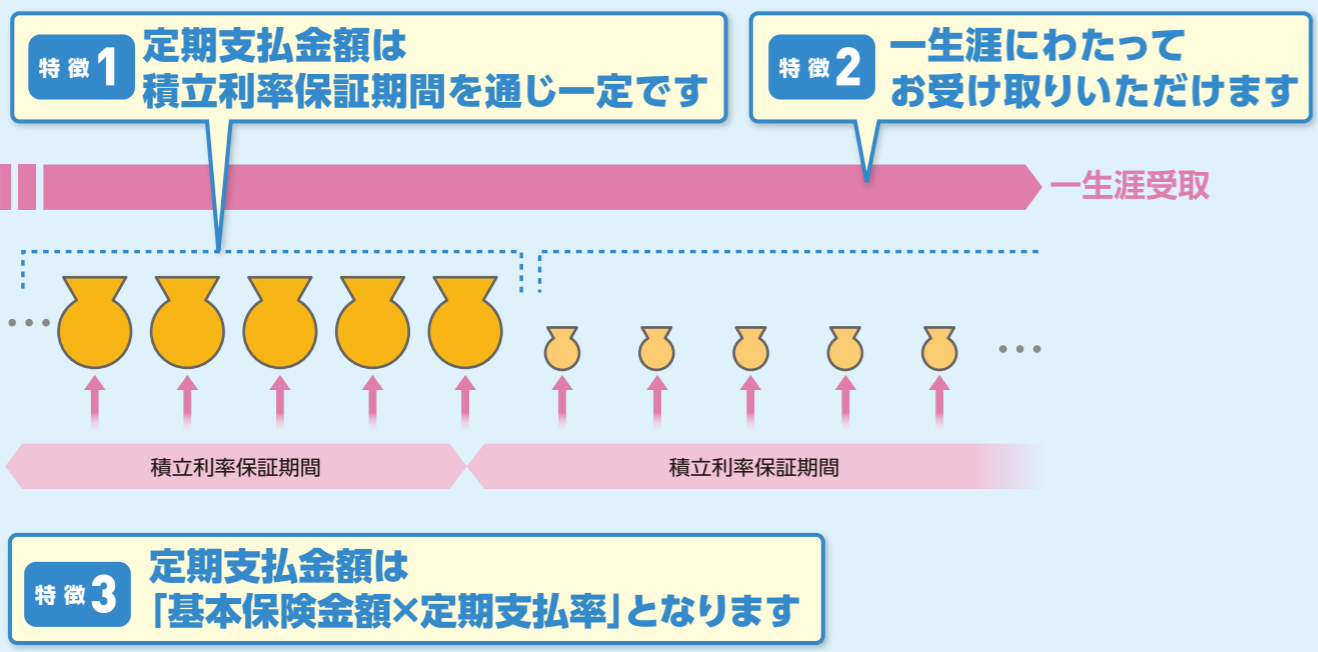 特徴1
定期支払金額は
積立利率保証期間を通じ一定です
特徴2
一生涯にわたって
お受け取りいただけます
一生涯受取
積立利率保証期間
積立利率保証期間
特徴3
定期支払金額は
「基本保険金額×定期支払率」となります